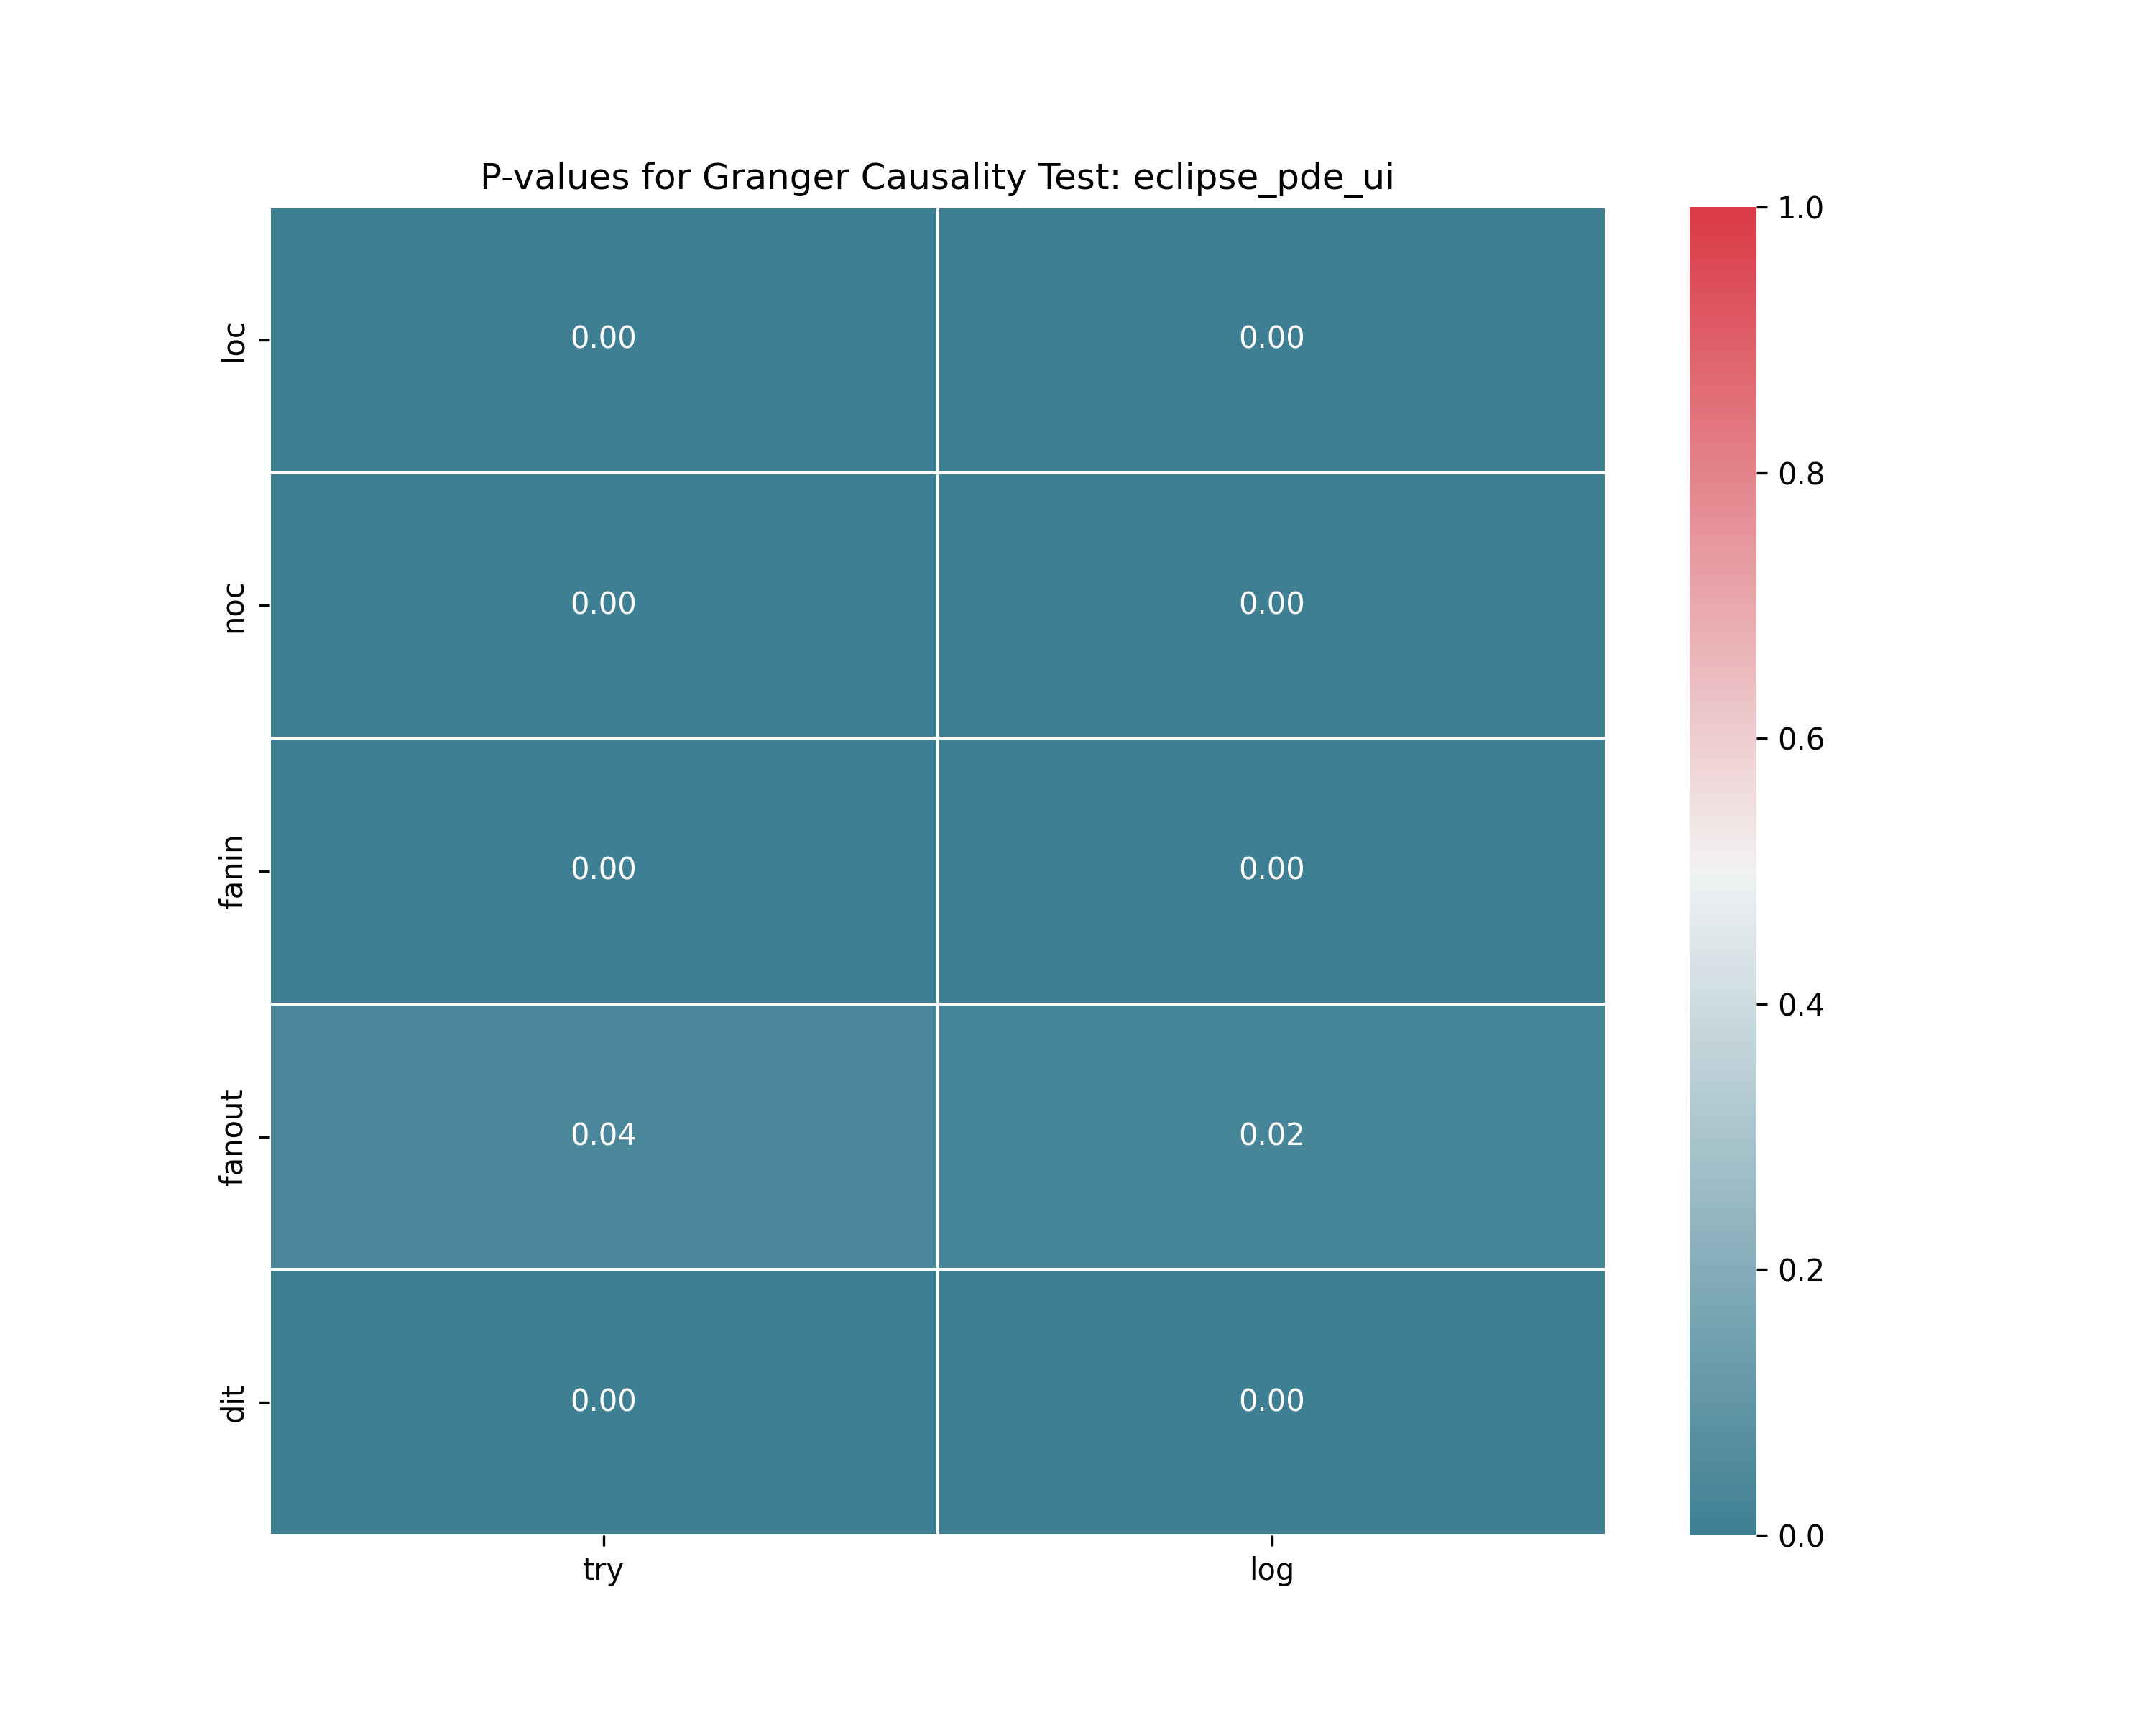 P-values for Granger Causality Test: eclipse_pde_ui
loc 0.00 0.00
noc 0.00 0.00
fanin 0.00 0.00
fanout 0.04 0.02
dit 0.00 0.00
try log
1.0
0.8
0.6
0.4
0.2
0.0